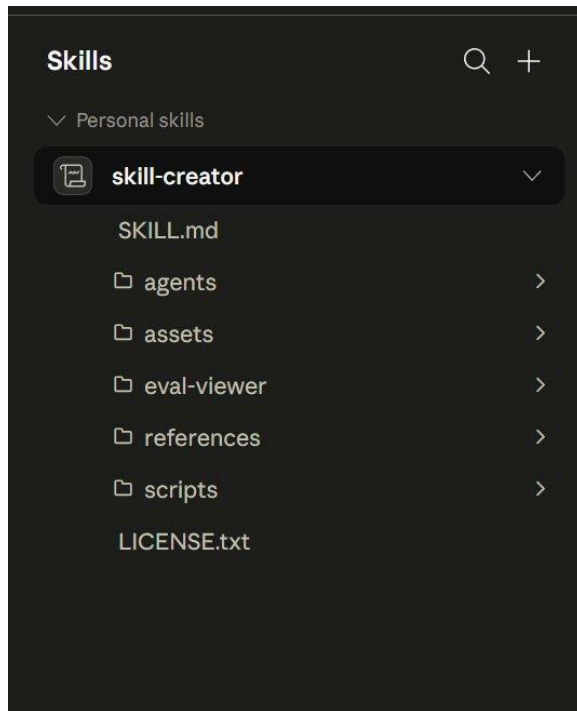 Skills
Personal skills
skill-creator
SKILL.md
agents
assets
eval-viewer
references
scripts
LICENSE.txt